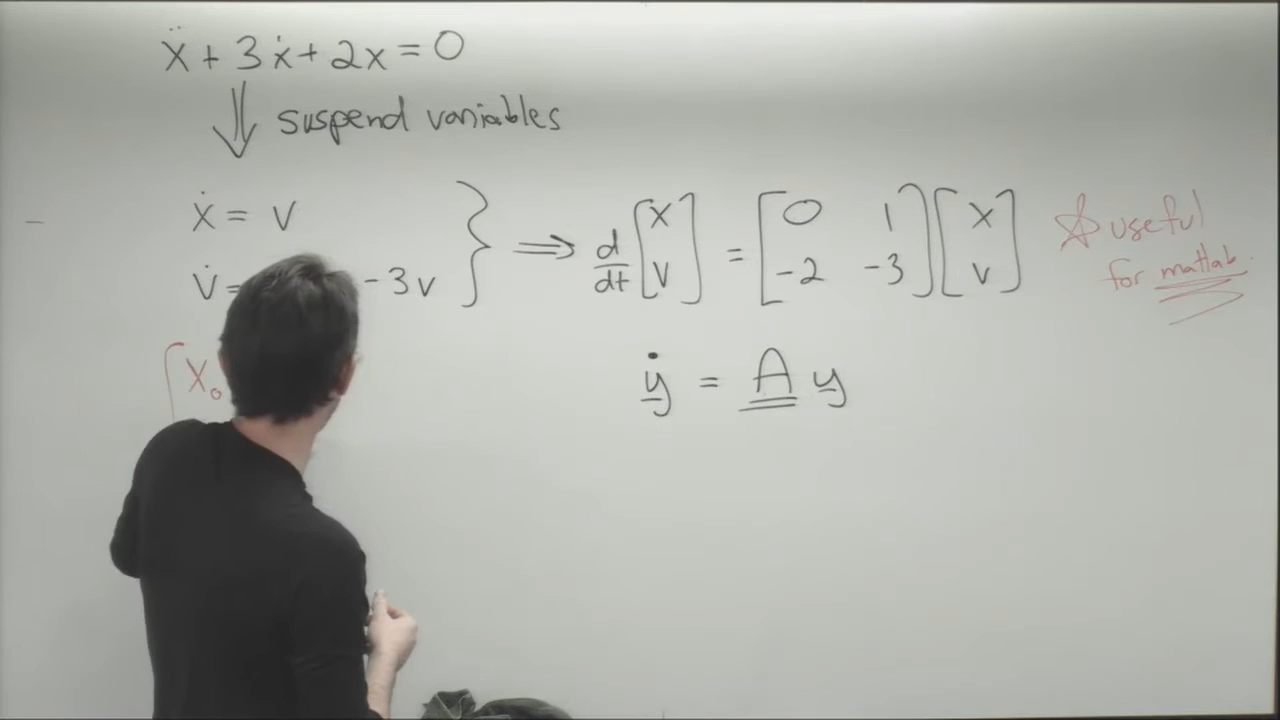 ẍ + 3ẋ + 2x = 0
⇓ suspend variables
ẋ = v
v̇ = -3v } ⟹ d/dt [x v] = [0 1 -2 -3] [x v]
☆ useful
for matlab
[x₀
ẏ = A y